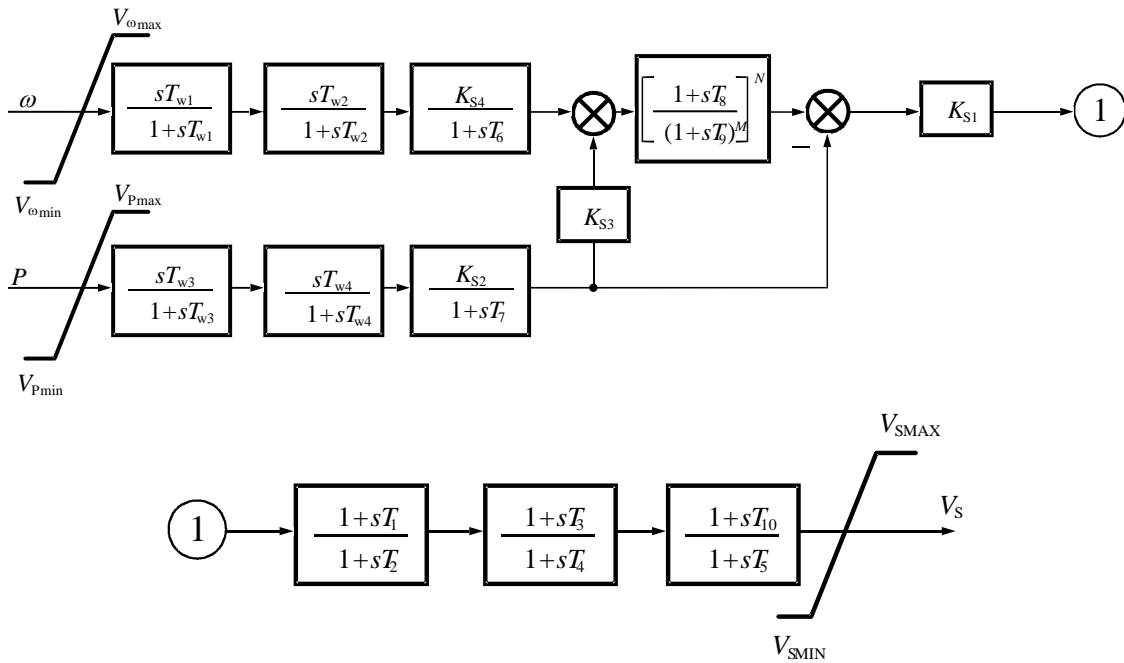 Vωmax
ω
sTw1
1+sTw1
sTw2
1+sTw2
KS4
1+sT6
1+sT8
(1+sT9)M
N
−
KS1
1
Vωmin
VPmax
KS3
P
sTw3
1+sTw3
sTw4
1+sTw4
KS2
1+sT7
VPmin
VSMAX
1
1+sT1
1+sT2
1+sT3
1+sT4
1+sT10
1+sT5
VS
VSMIN